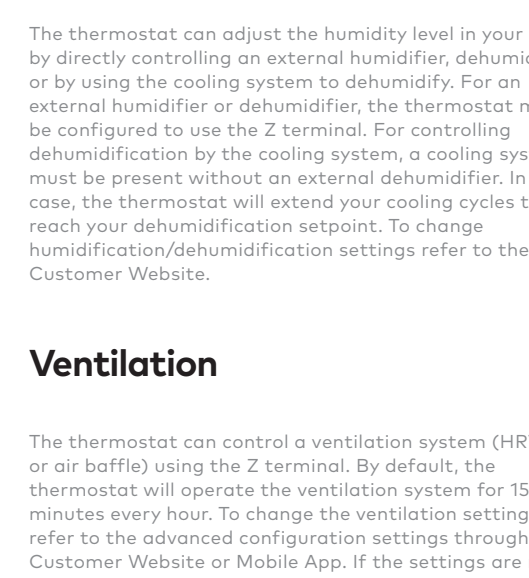 The thermostat can adjust the humidity level in your
by directly controlling an external humidifier,
or by using the cooling system to dehumidify. For an
external humidifier or dehumidifier, the thermostat
be configured to use the Z terminal. For controlling
dehumidification by the cooling system, a cooling
must be present without an external dehumidifier. In
case, the thermostat will extend your cooling cycles
reach your dehumidification setpoint. To change
humidification/dehumidification settings refer to the
Customer Website.
Ventilation
The thermostat can control a ventilation system
or air baffle) using the Z terminal. By default, the
thermostat will operate the ventilation system for 15
minutes every hour. To change the ventilation
refer to the advanced configuration settings through
Customer Website or Mobile App. If the settings are